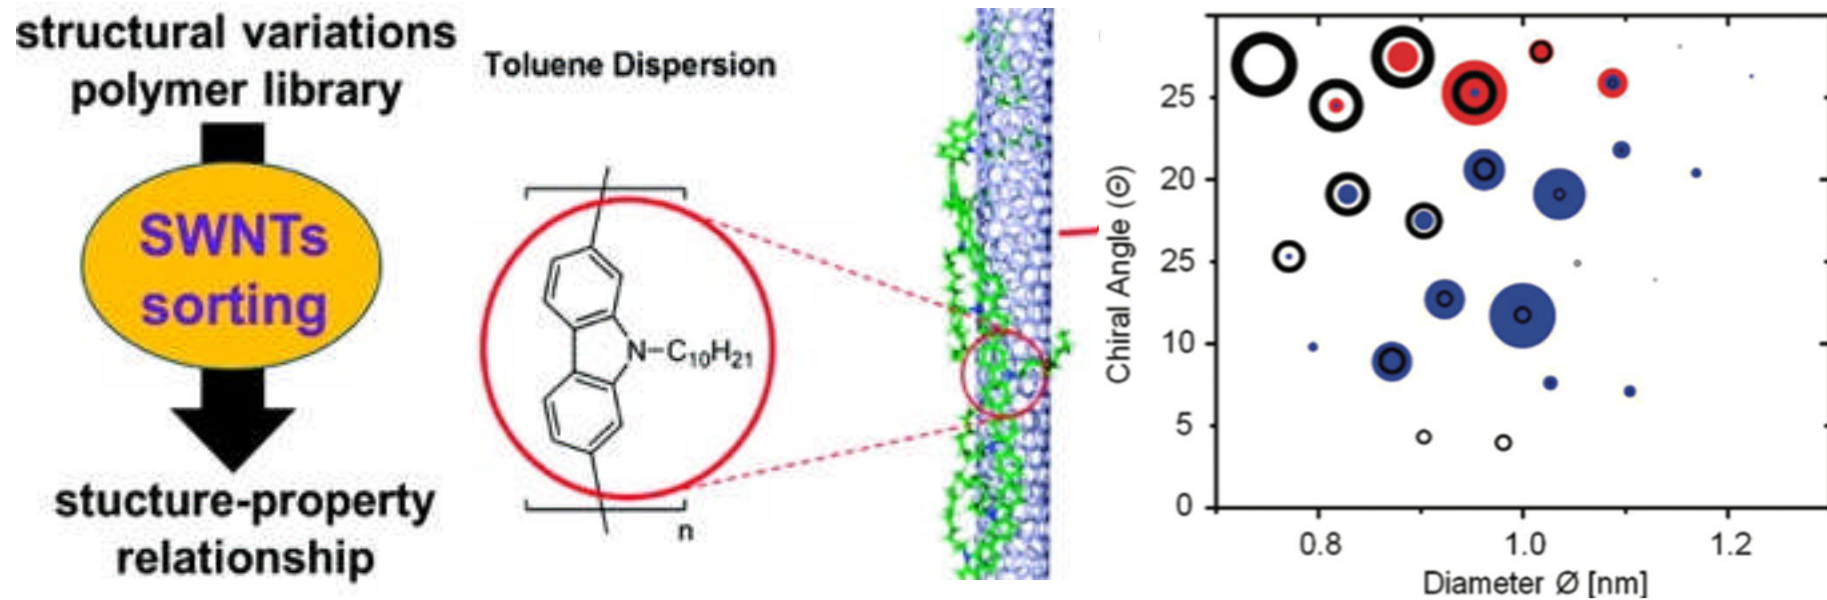 structural variations
polymer library
SWNTs
sorting
stucture-property
relationship
Toluene Dispersion
N-C10H21
n
Chiral Angle (Θ)
25
20
25
10
5
0
0.8
1.0
1.2
Diameter Ø [nm]